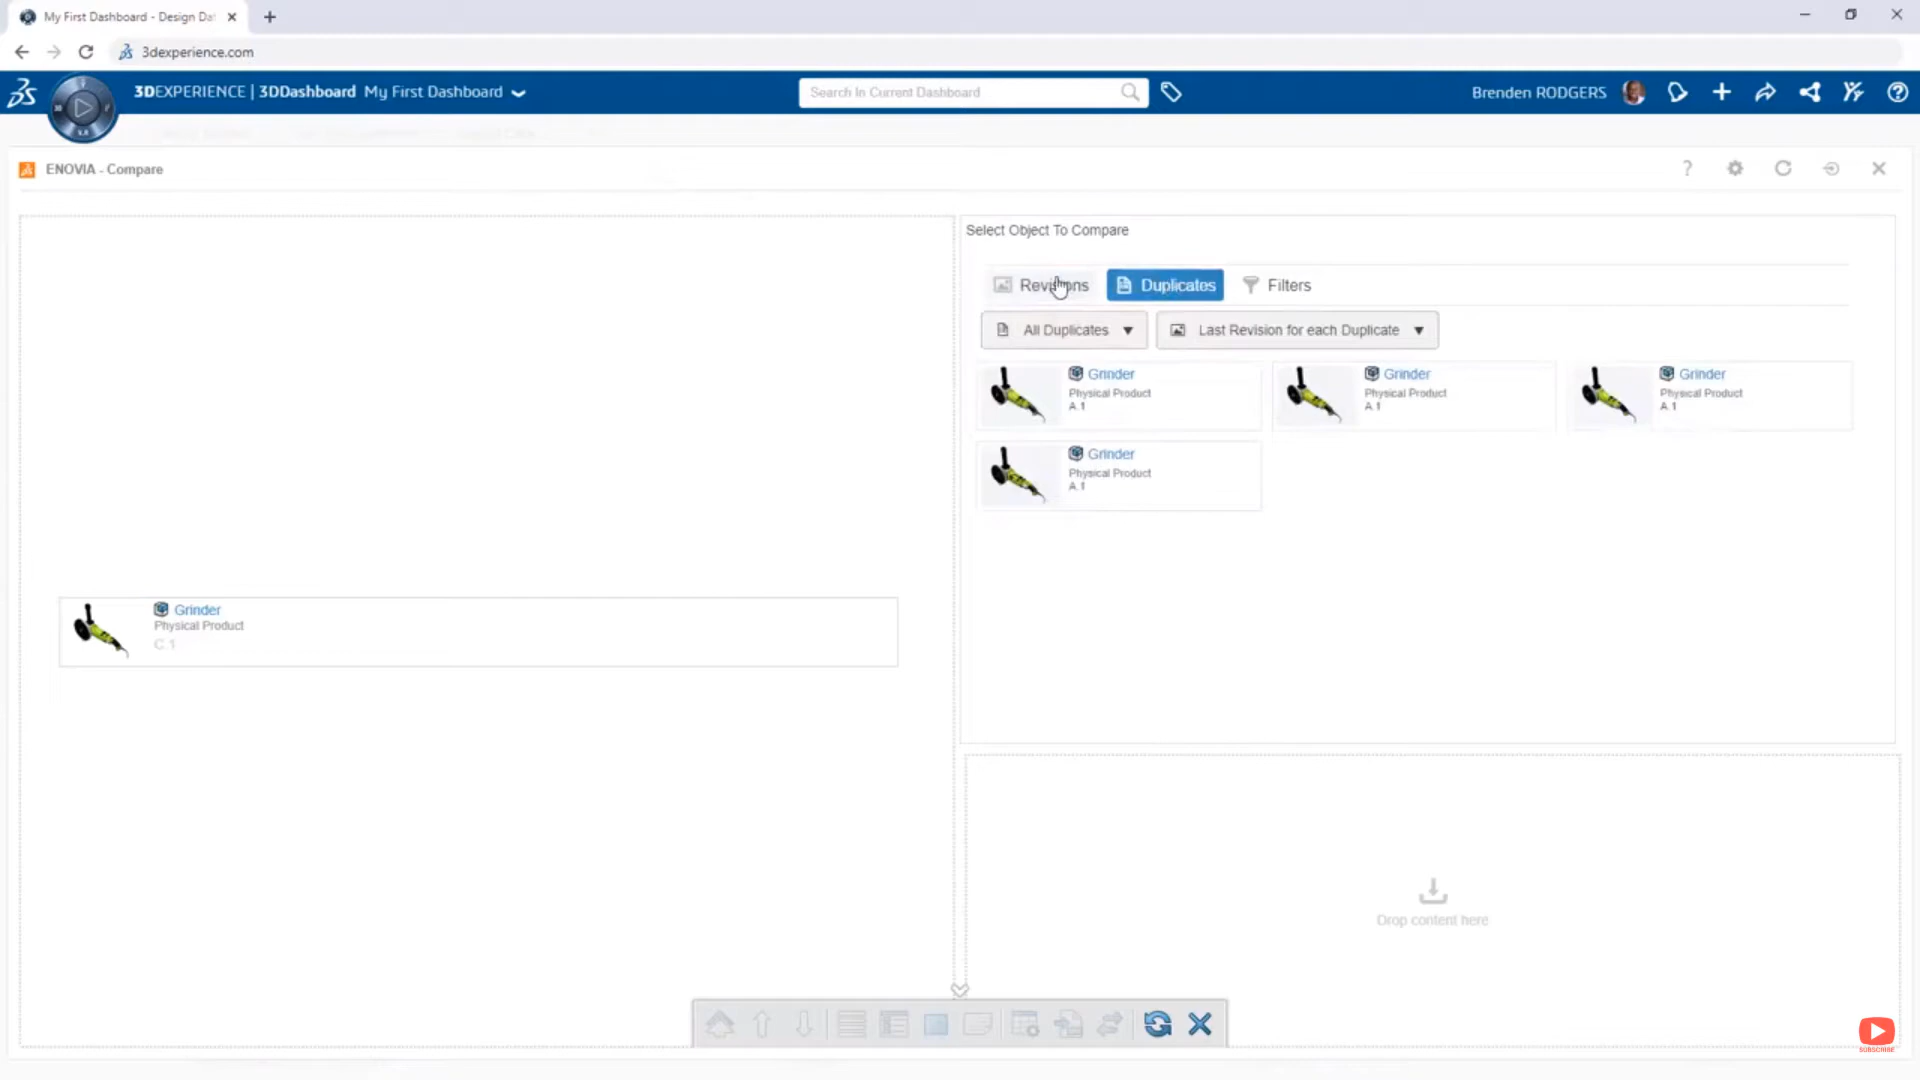 My First Dashboard - Design Da
3dexperience.com
3DEXPERIENCE | 3DDashboard My First Dashboard
Search In Current Dashboard
Brenden RODGERS
ENOVIA - Compare
Select Object To Compare
Revisions Duplicates Filters
All Duplicates Last Revision for each Duplicate
Grinder
Physical Product
A.1
Grinder
Physical Product
A.1
Grinder
Physical Product
A.1
Grinder
Physical Product
A.1
Grinder
Physical Product
C.1
Drop content here
SUBSCRIBE